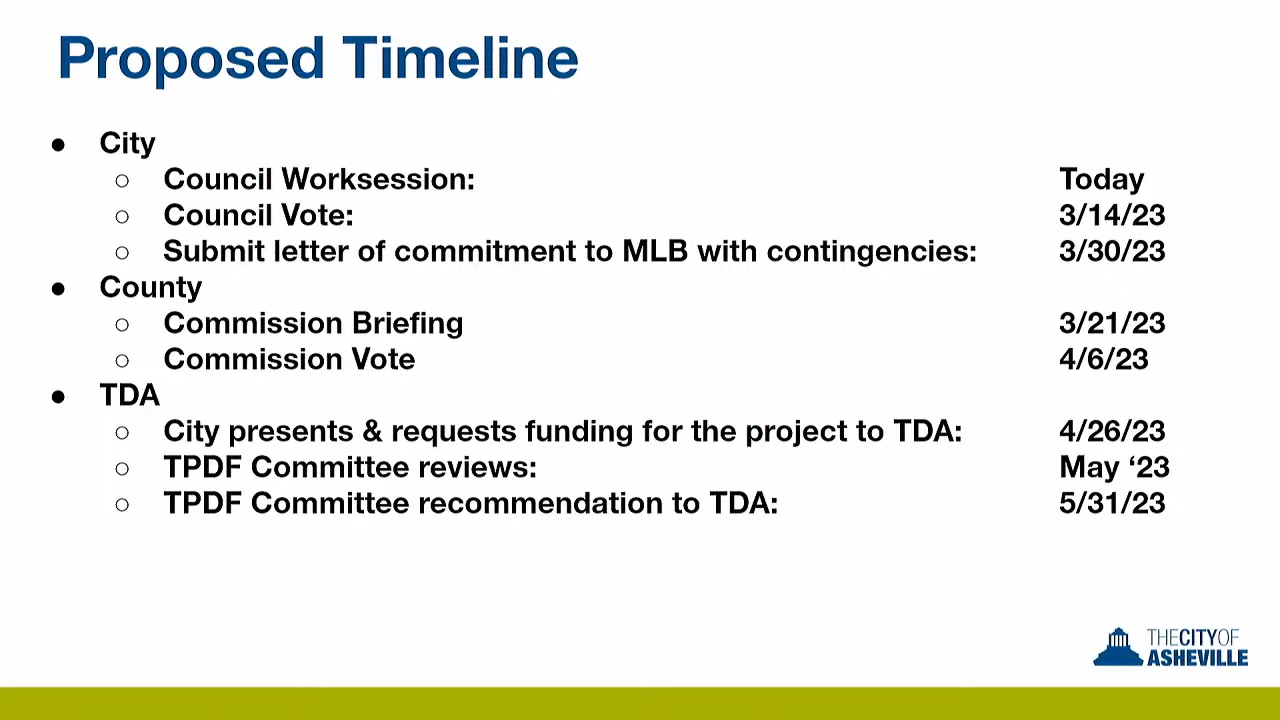 Proposed Timeline
● City
○ Council Worksession: Today
○ Council Vote: 3/14/23
○ Submit letter of commitment to MLB with contingencies: 3/30/23
● County
○ Commission Briefing 3/21/23
○ Commission Vote 4/6/23
● TDA
○ City presents & requests funding for the project to TDA: 4/26/23
○ TPDF Committee reviews: May ‘23
○ TPDF Committee recommendation to TDA: 5/31/23
THE CITY OF
ASHEVILLE